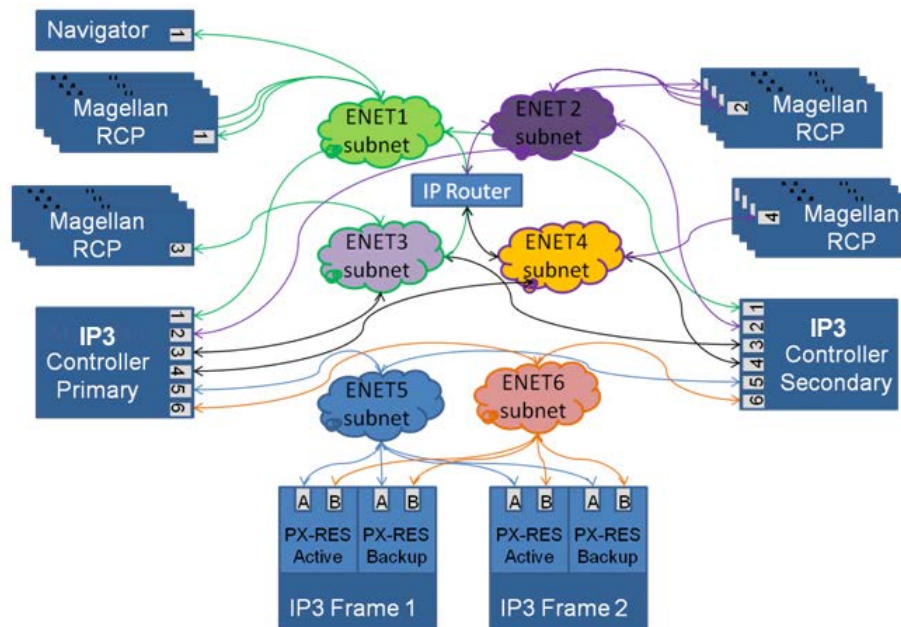 Navigator
1
Magellan
RCP
1
ENET1
subnet
ENET 2
subnet
2
Magellan
RCP
IP Router
Magellan
RCP
3
ENET3
subnet
ENET4
subnet
4
Magellan
RCP
IP3
Controller
Primary
1
2
3
4
5
6
ENET5
subnet
ENET6
subnet
1
2
3
4
5
6
IP3
Controller
Secondary
A B A B
PX-RES PX-RES
Active Backup
IP3 Frame 1
A B A B
PX-RES PX-RES
Active Backup
IP3 Frame 2